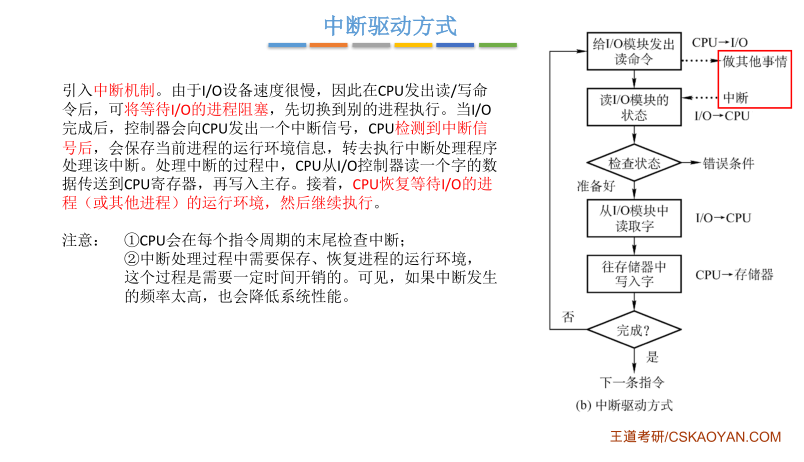 中断驱动方式
引入中断机制。由于I/O设备速度很慢，因此在CPU发出读/写命
令后，可将等待I/O的进程阻塞，先切换到别的进程执行。当I/O
完成后，控制器会向CPU发出一个中断信号，CPU检测到中断信
号后，会保存当前进程的运行环境信息，转去执行中断处理程序
处理该中断。处理中断的过程中，CPU从I/O控制器读一个字的数
据传送到CPU寄存器，再写入主存。接着，CPU恢复等待I/O的进
程（或其他进程）的运行环境，然后继续执行。
注意： ①CPU会在每个指令周期的末尾检查中断；
②中断处理过程中需要保存、恢复进程的运行环境，
这个过程是需要一定时间开销的。可见，如果中断发生
的频率太高，也会降低系统性能。
给I/O模块发出
读命令
CPU→I/O
做其他事情
读I/O模块的
状态
中断
I/O→CPU
检查状态
错误条件
准备好
从I/O模块中
读取字
I/O→CPU
往存储器中
写入字
CPU→存储器
否
完成?
是
下一条指令
(b) 中断驱动方式
王道考研/CSKAOYAN.COM